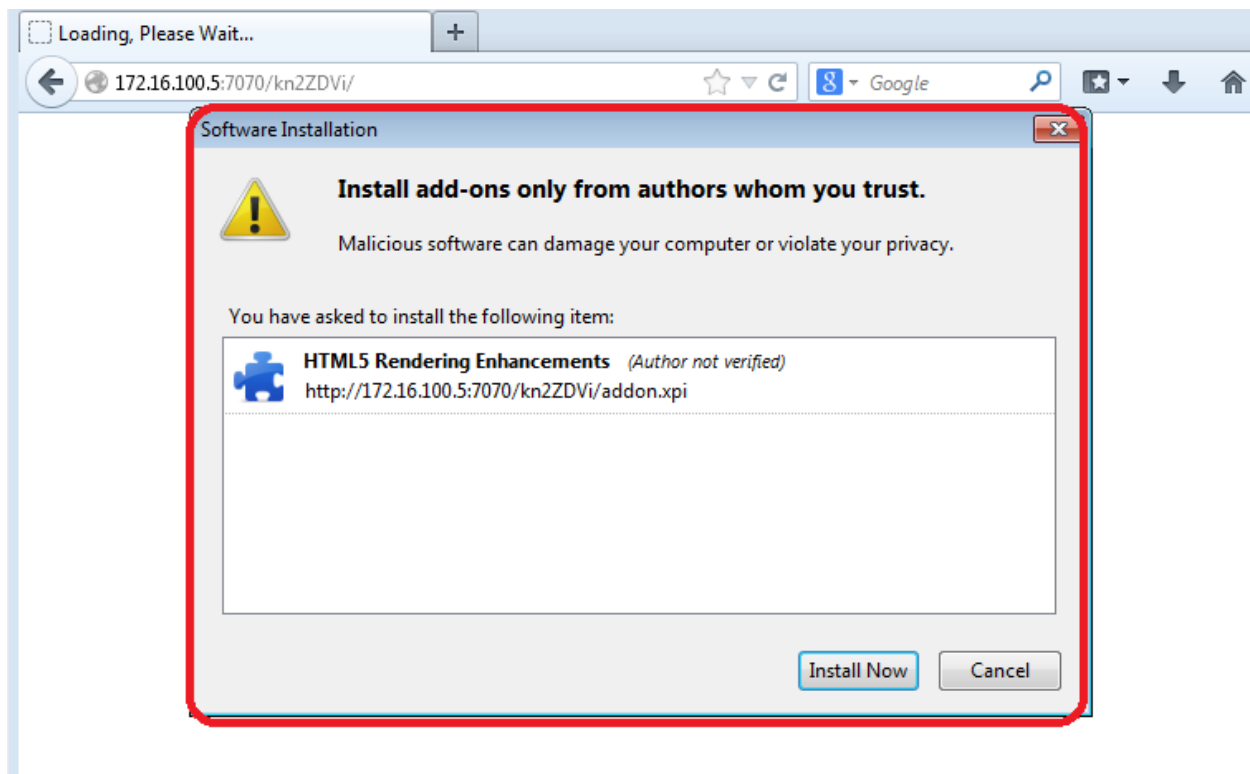 Loading, Please Wait...
172.16.100.5:7070/kn2ZDVi/
8 Google
Software Installation
Install add-ons only from authors whom you trust.
Malicious software can damage your computer or violate your privacy.
You have asked to install the following item:
HTML5 Rendering Enhancements (Author not verified)
http://172.16.100.5:7070/kn2ZDVi/addon.xpi
Install Now Cancel